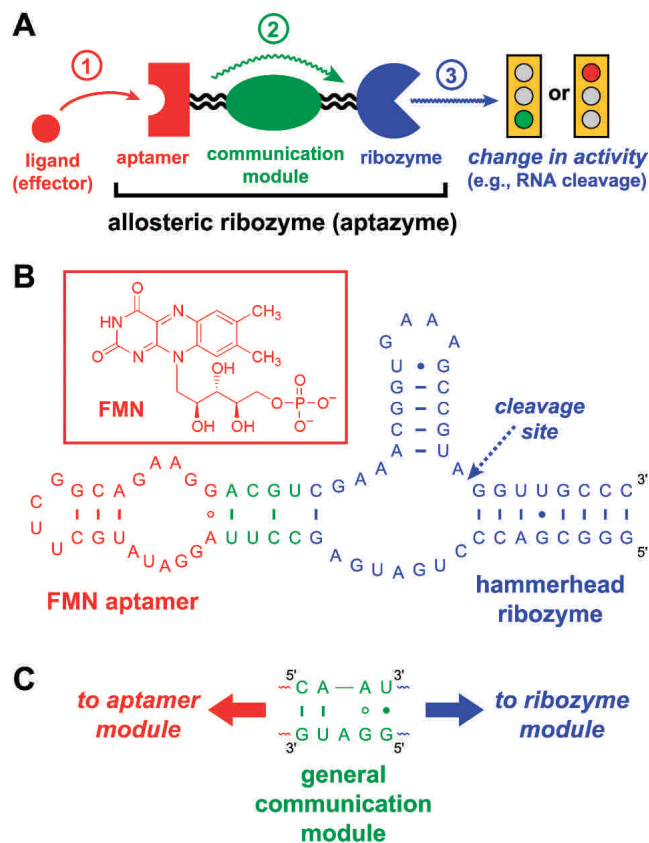 A
1
2
3
or
ligand
(effector)
aptamer
communication
module
ribozyme
change in activity
(e.g., RNA cleavage)
allosteric ribozyme (aptazyme)
B
O
N
CH3
HN
O
N
N
CH3
FMN
OH
O
O
P
O–
O–
OH
OH
A A A
G
U G
G C
G C
C G
A U
A
cleavage
site
C G G C A G A A G G A C G U C G A A
G G U U G C C C 3'
U U C G U A U A G G A U U C C G A G U A G U C
C C A G C G G G 5'
FMN aptamer
hammerhead
ribozyme
C
5' 3'
C A A U
to aptamer
module
G U A G G
3' 5'
to ribozyme
module
general
communication
module